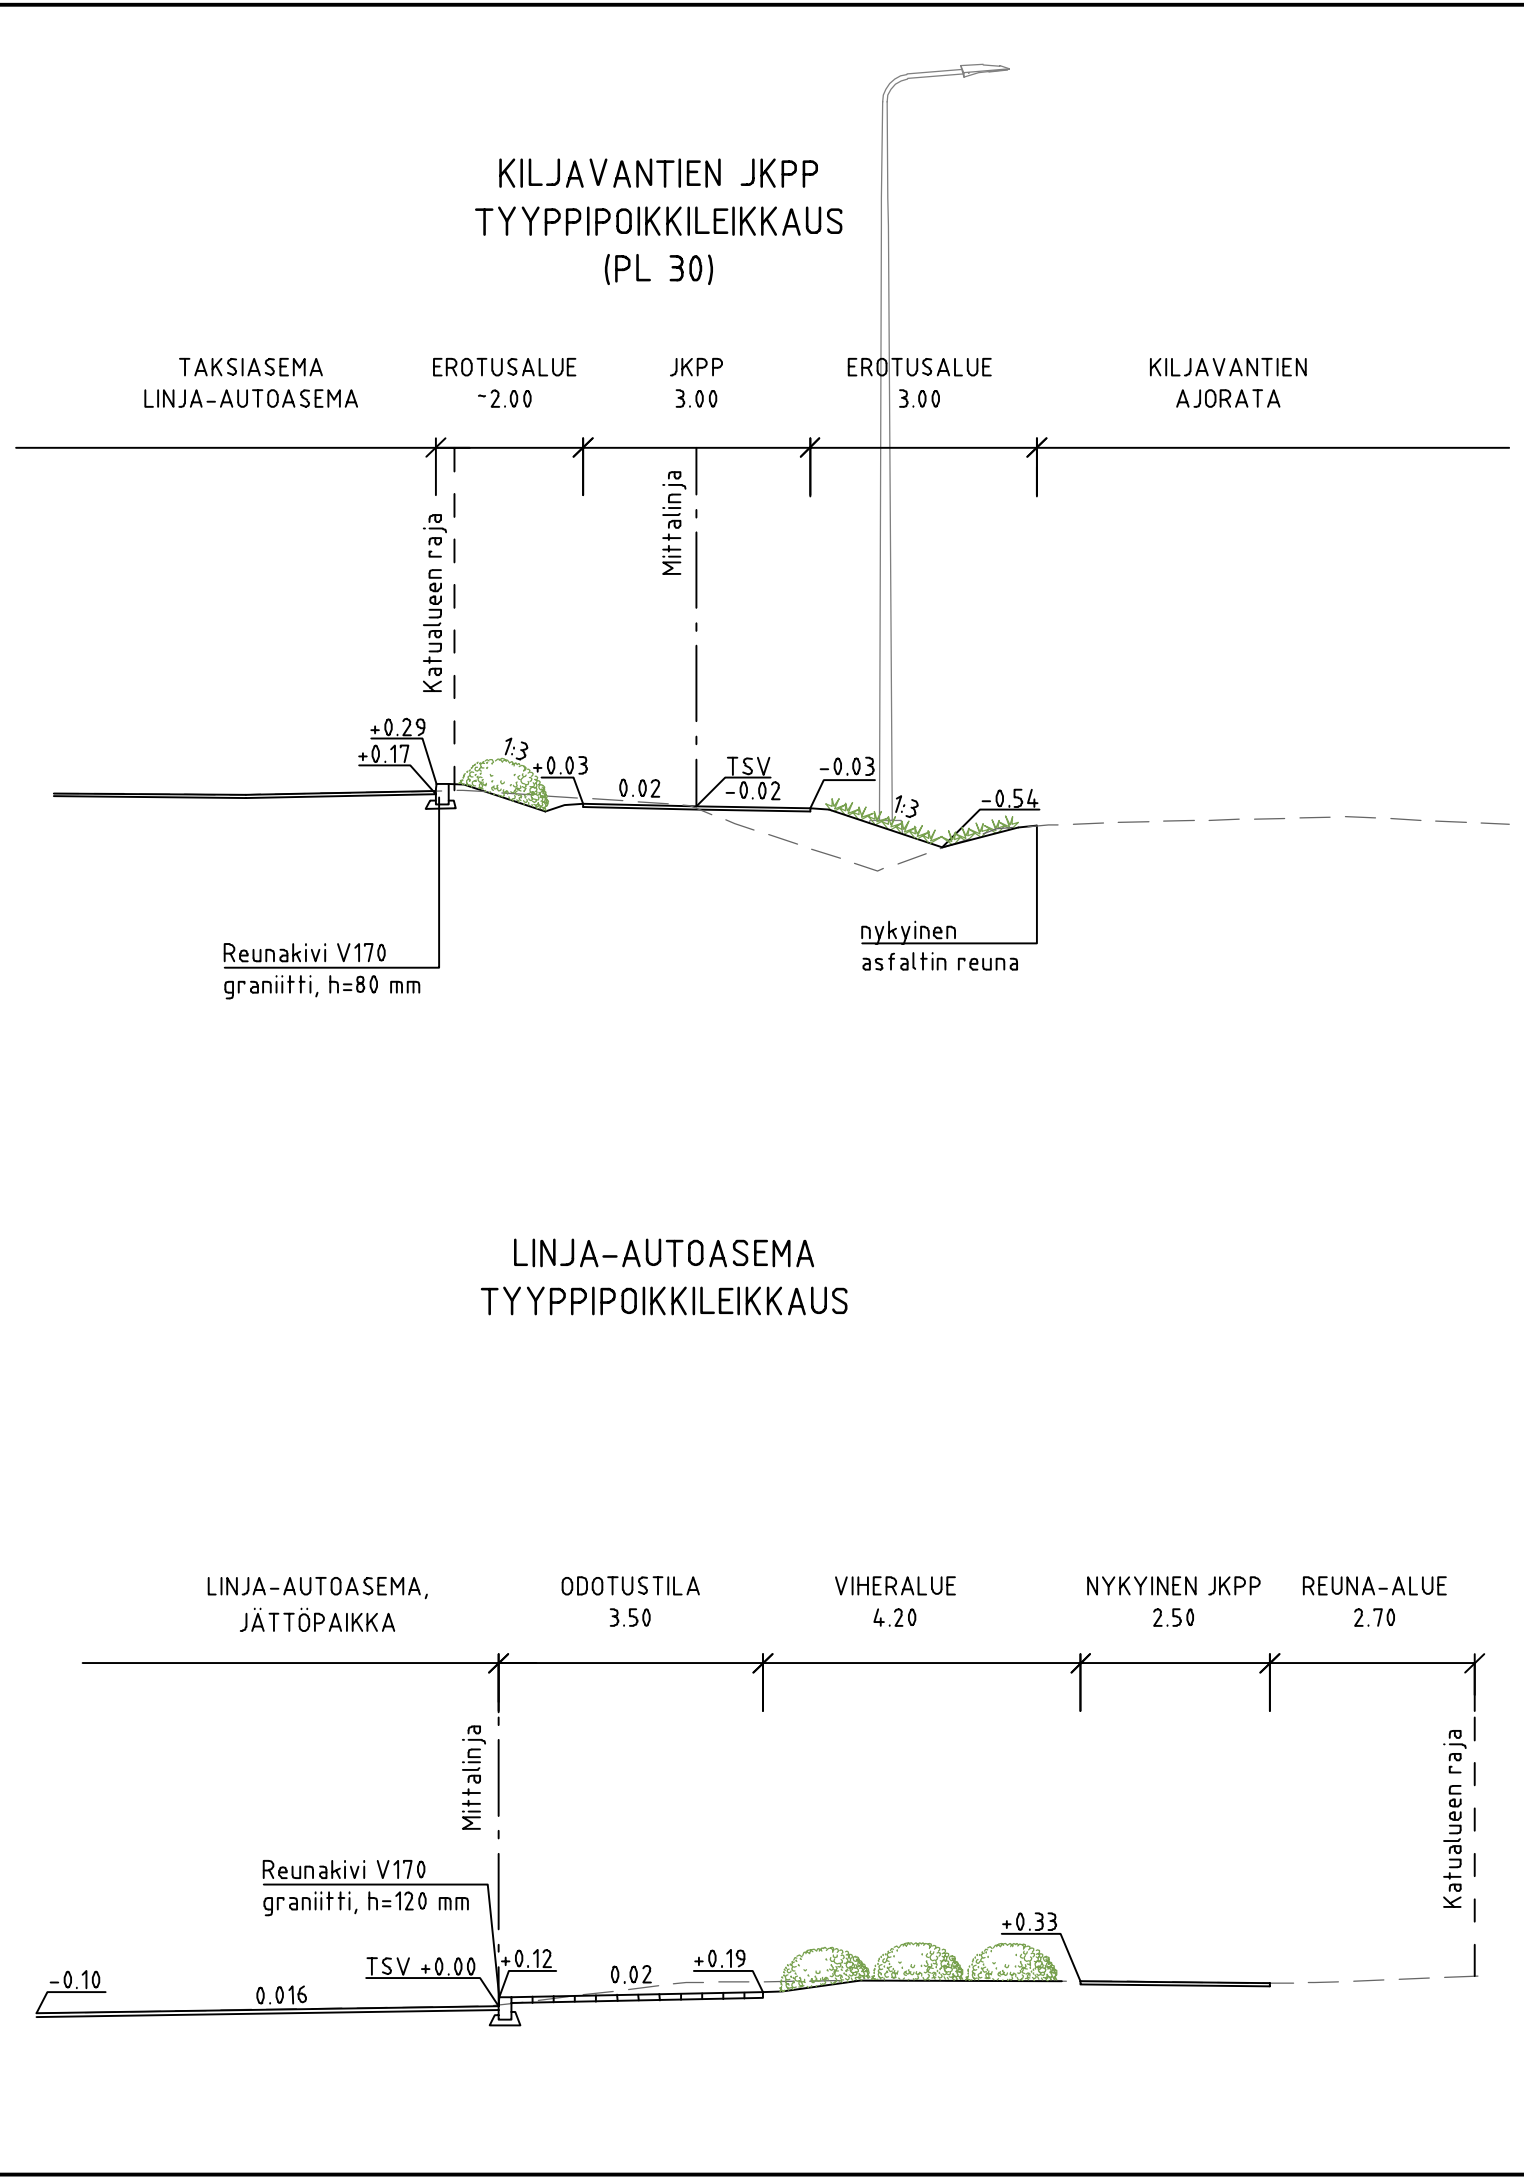 KILJAVANTIEN JKPP
TYYPPIPOIKKILEIKKAUS
(PL 30)
TAKSIASEMA
LINJA-AUTOASEMA
EROTUSALUE
~2.00
JKPP
3.00
EROTUSALUE
3.00
KILJAVANTIEN
AJORATA
Katualueen raja
Mittalinja
+0.29
+0.17
1:3
+0.03
0.02
TSV
-0.02
-0.03
1:3
-0.54
Reunakivi V170
graniitti, h=80 mm
nykyinen
asfaltin reuna
LINJA-AUTOASEMA
TYYPPIPOIKKILEIKKAUS
LINJA-AUTOASEMA,
JÄTTÖPAIKKA
ODOTUSTILA
3.50
VIHERALUE
4.20
NYKYINEN JKPP
2.50
REUNA-ALUE
2.70
Mittalinja
Katualueen raja
Reunakivi V170
graniitti, h=120 mm
-0.10
0.016
TSV +0.00
+0.12
0.02
+0.19
+0.33